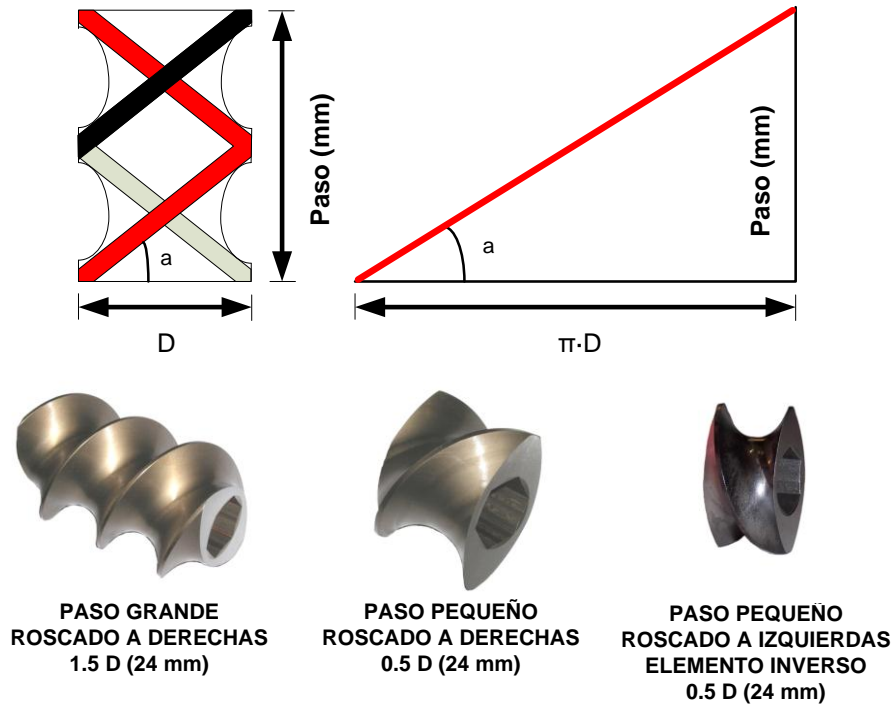 Paso (mm)
a
D
Paso (mm)
a
π·D
PASO GRANDE
ROSCADO A DERECHAS
1.5 D (24 mm)
PASO PEQUEÑO
ROSCADO A DERECHAS
0.5 D (24 mm)
PASO PEQUEÑO
ROSCADO A IZQUIERDAS
ELEMENTO INVERSO
0.5 D (24 mm)